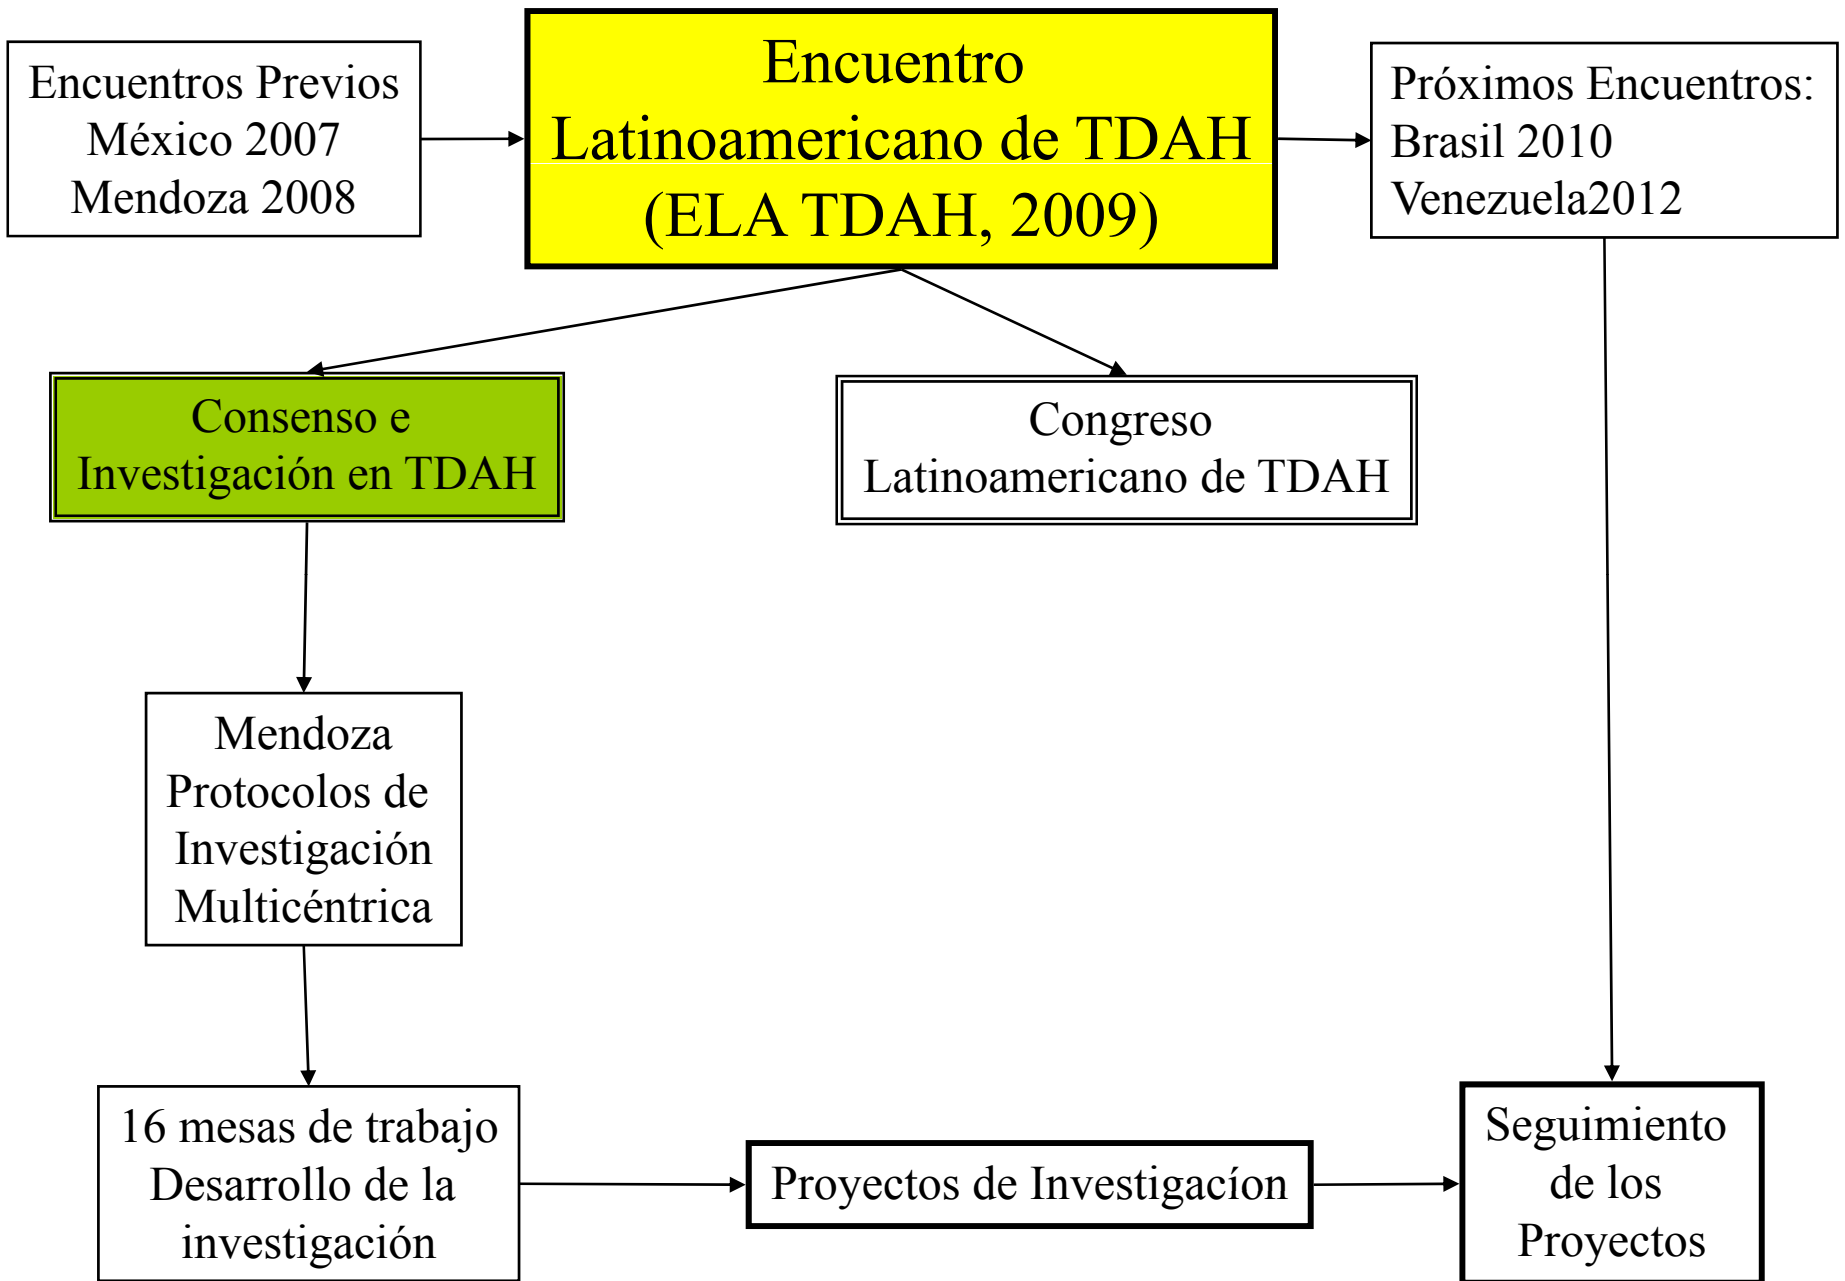 Encuentros Previos
México 2007
Mendoza 2008
Encuentro
Latinoamericano de TDAH
(ELA TDAH, 2009)
Próximos Encuentros:
Brasil 2010
Venezuela2012
Consenso e
Investigación en TDAH
Congreso
Latinoamericano de TDAH
Mendoza
Protocolos de
Investigación
Multicéntrica
16 mesas de trabajo
Desarrollo de la
investigación
Proyectos de Investigacíon
Seguimiento
de los
Proyectos